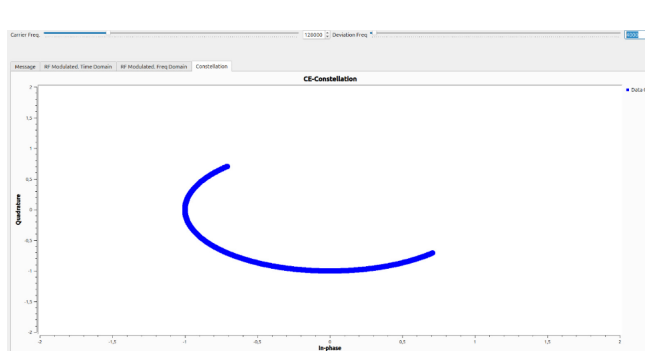 Carrier Freq. 128000 Deviation Freq
Message RF Modulated. Time Domain RF Modulated. Freq Domain Constellation
CE-Constellation
2
1,5
1
0,5
0
-0,5
-1
-1,5
-2
Quadrature
-2 -1,5 -1 -0,5 0 0,5 1 1,5 2
In-phase
Data